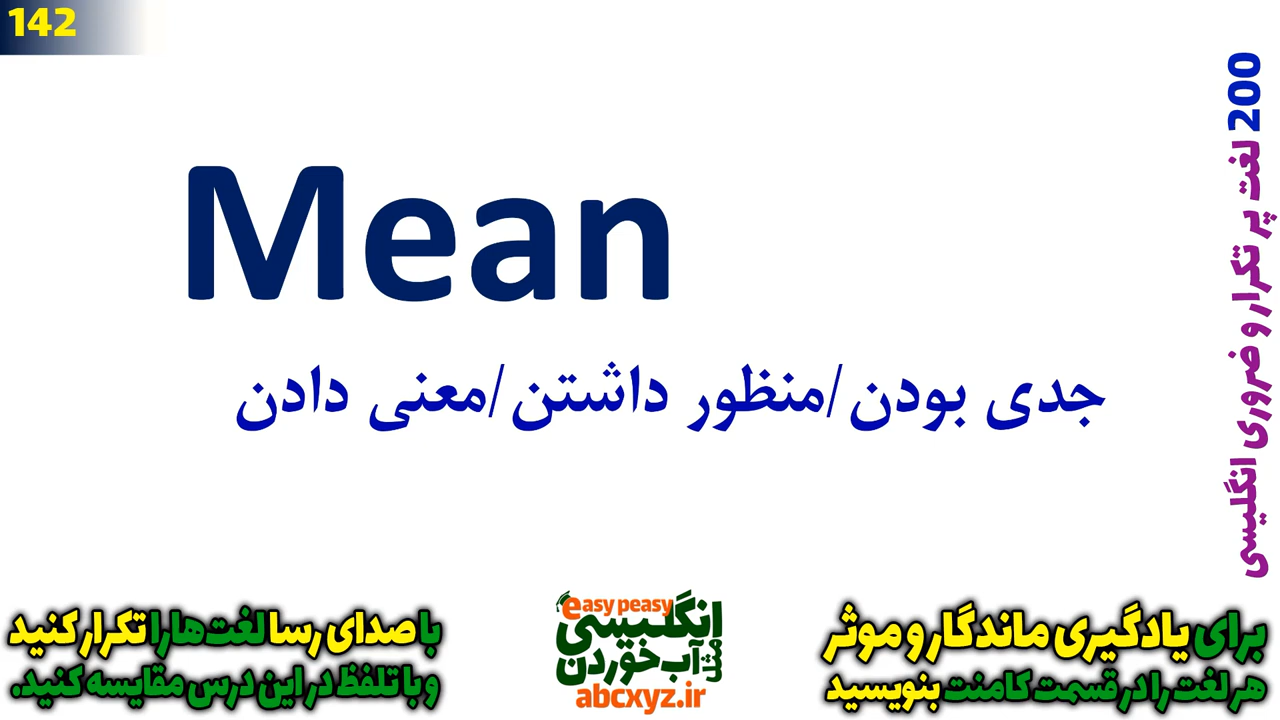 142
Mean
جدی بودن/منظور داشتن/معنی دادن
200 لغت پر تکرار و ضروری انگلیسی
برای یادگیری ماندگار و موثر
هر لغت را در قسمت کامنت بنویسید
easy peasy
انگلیسی
مثل آب خوردن
abcxyz.ir
با صدای رسا لغت‌ها را تکرار کنید
و با تلفظ در این درس مقایسه کنید.